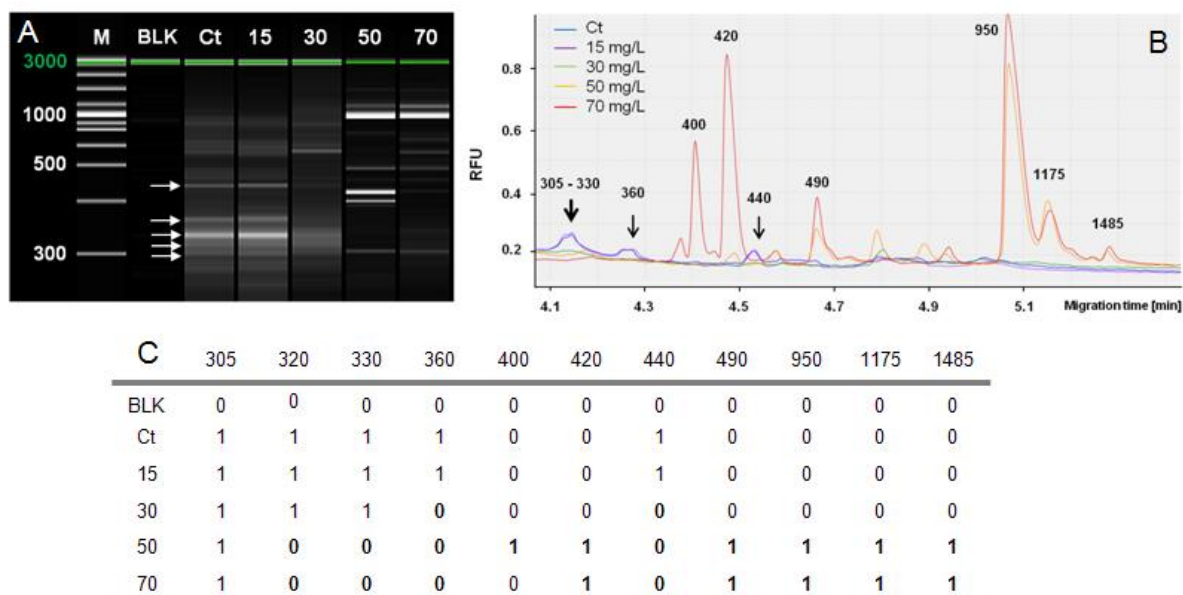 A
M BLK Ct 15 30 50 70
3000
1000
500
300
B
Ct
15 mg/L
30 mg/L
50 mg/L
70 mg/L
RFU
0.8
0.6
0.4
0.2
305 - 330
360
400
420
440
490
950
1175
1485
4.1 4.3 4.5 4.7 4.9 5.1 Migration time [min]
C 305 320 330 360 400 420 440 490 950 1175 1485
BLK 0 0 0 0 0 0 0 0 0 0 0
Ct 1 1 1 1 0 0 1 0 0 0 0
15 1 1 1 1 0 0 1 0 0 0 0
30 1 1 1 0 0 0 0 0 0 0 0
50 1 0 0 0 1 1 0 1 1 1 1
70 1 0 0 0 0 1 0 1 1 1 1